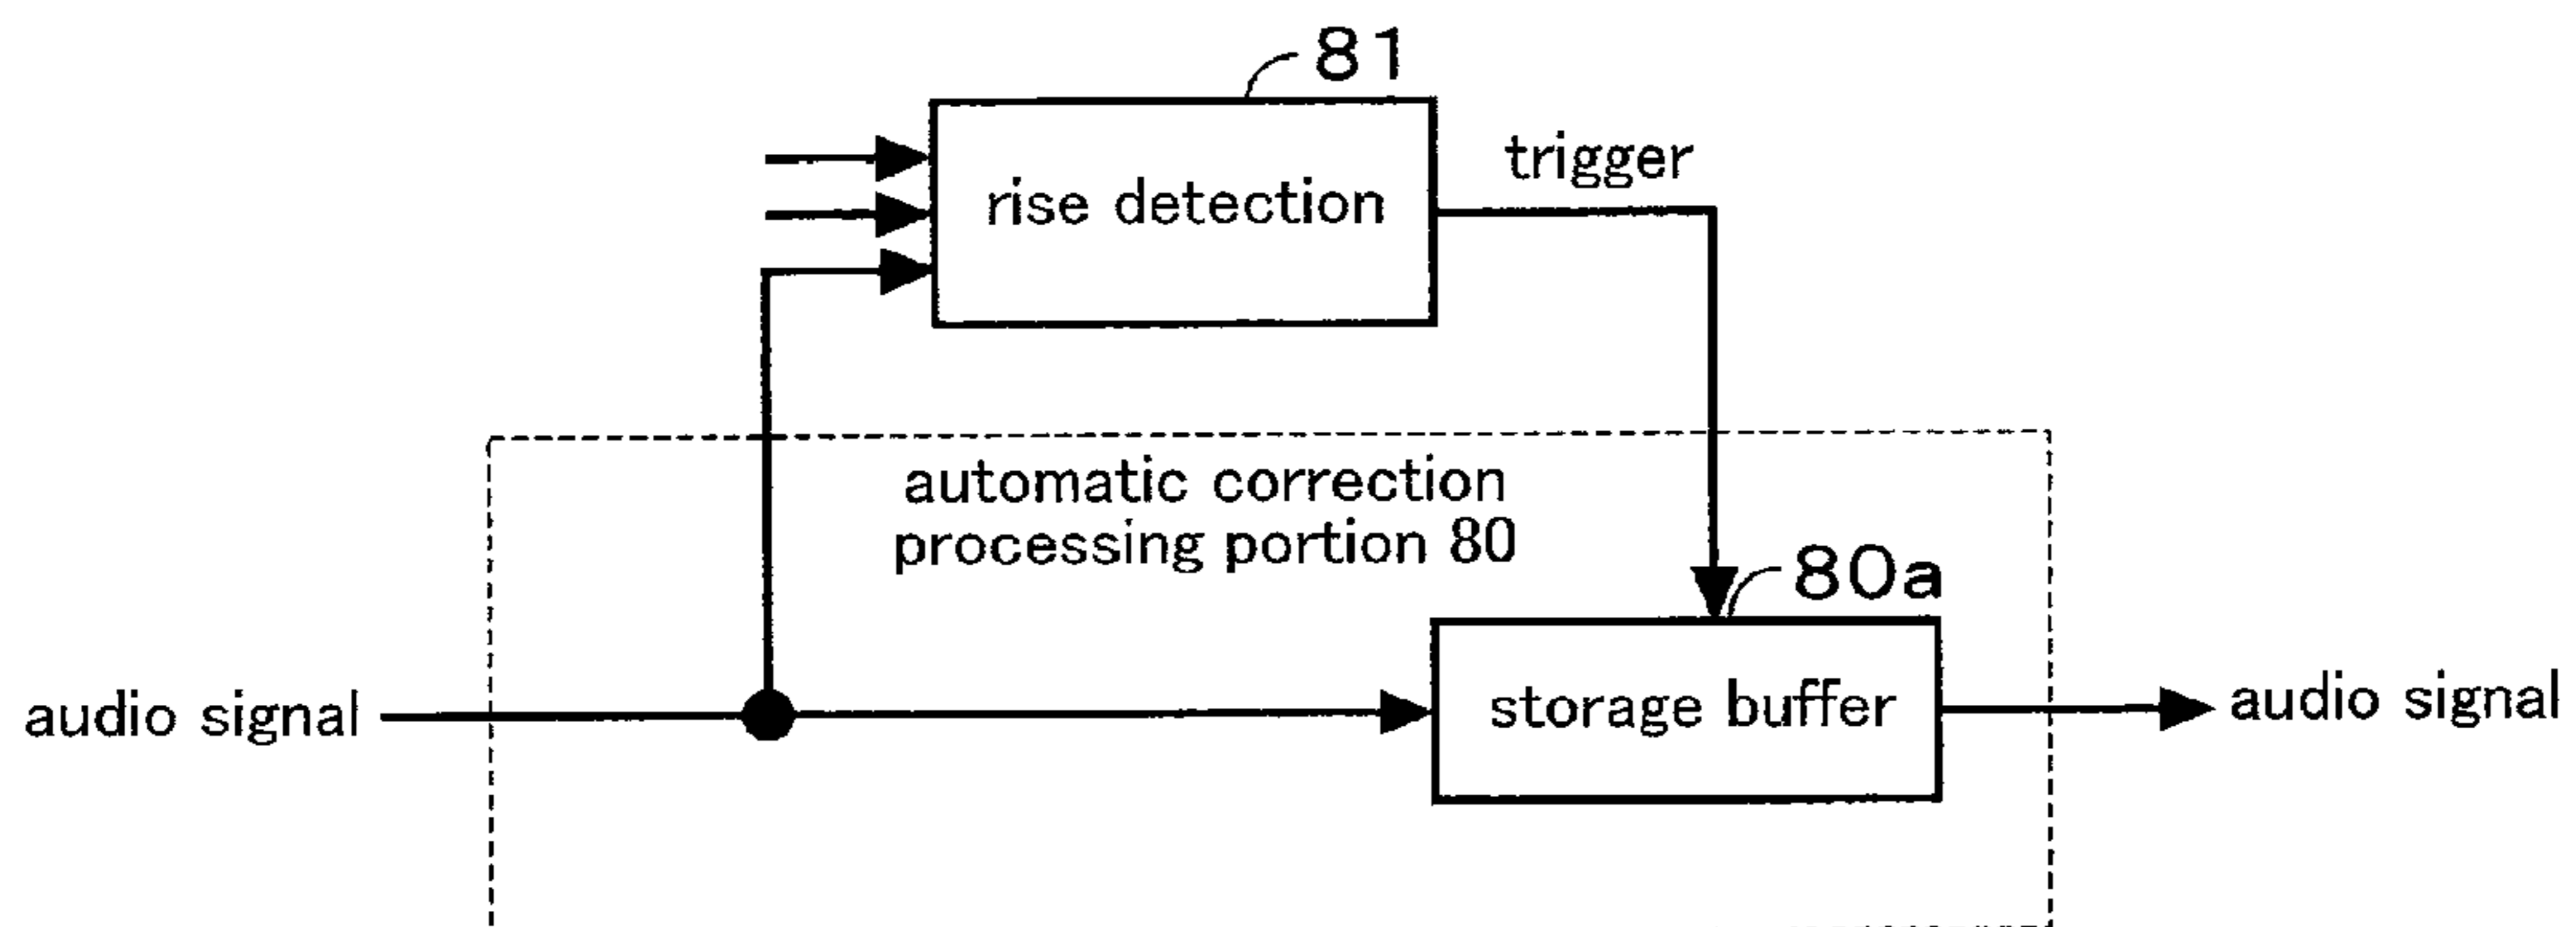 81
trigger
rise detection
automatic correction
processing portion 80
80a
audio signal
storage buffer
audio signal